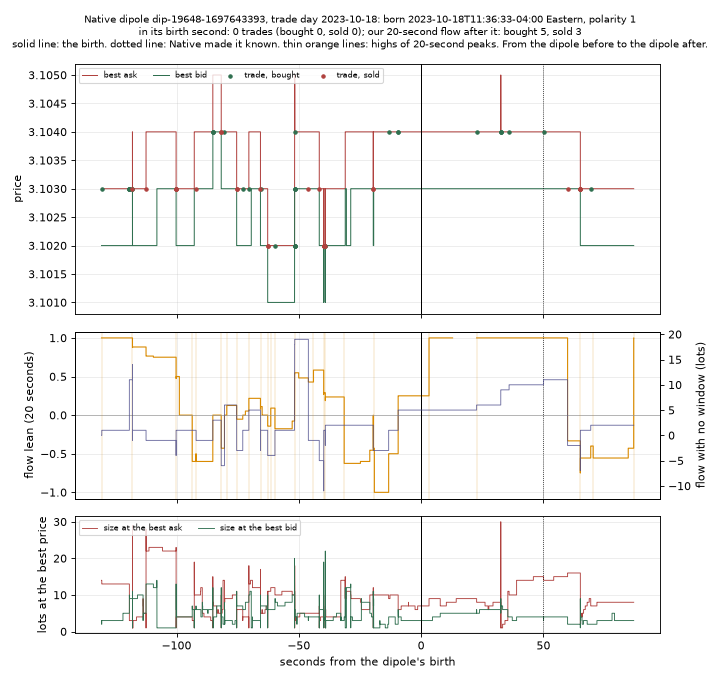 Native dipole dip-19648-1697643393, trade day 2023-10-18: born 2023-10-18T11:36:33-04:00 Eastern, polarity 1
in its birth second: 0 trades (bought 0, sold 0); our 20-second flow after it: bought 5, sold 3
solid line: the birth. dotted line: Native made it known. thin orange lines: highs of 20-second peaks. From the dipole before to the dipole after.
best ask
best bid
trade, bought
trade, sold
3.1050
3.1045
3.1040
3.1035
3.1030
3.1025
3.1020
3.1015
3.1010
price
1.0
0.5
0.0
−0.5
−1.0
flow lean (20 seconds)
20
15
10
5
0
−5
−10
flow with no window (lots)
size at the best ask
size at the best bid
30
20
10
0
lots at the best price
−100
−50
0
50
seconds from the dipole's birth